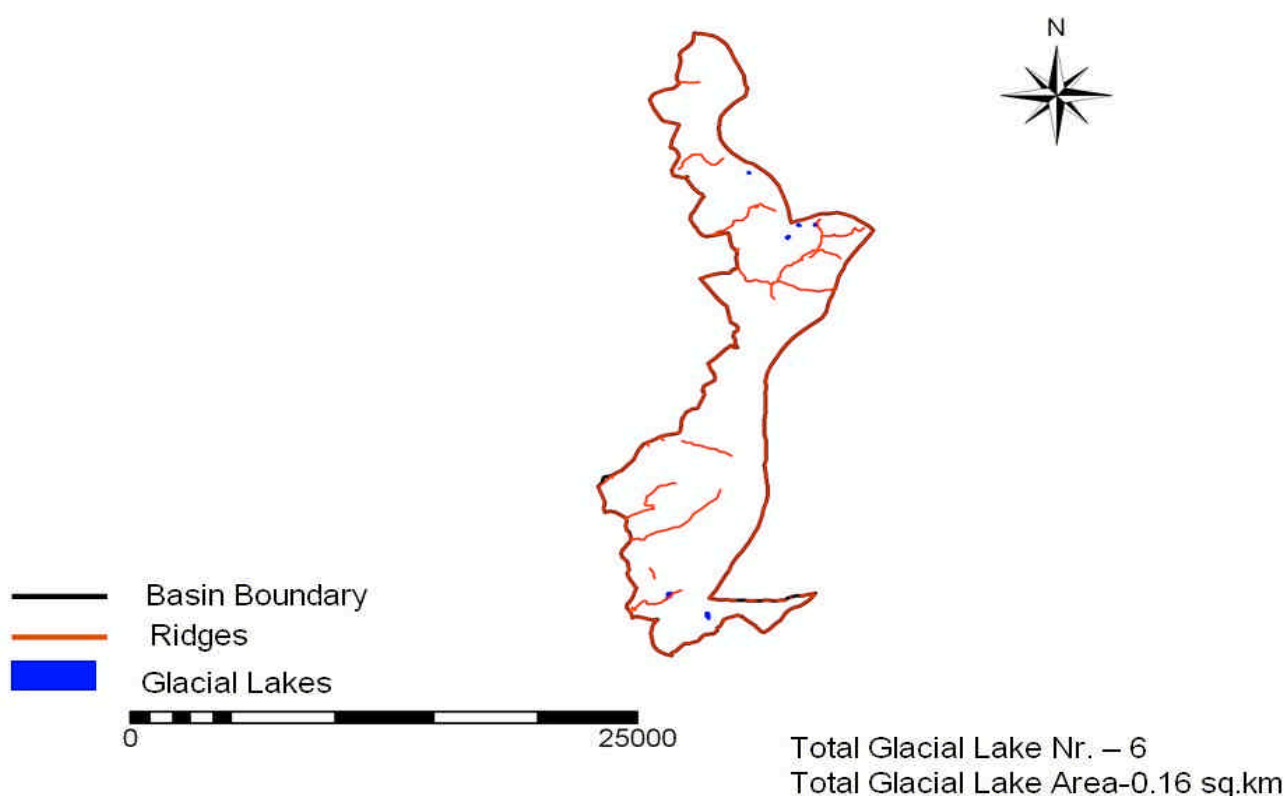 N
Basin Boundary
Ridges
Glacial Lakes
0 25000
Total Glacial Lake Nr. – 6
Total Glacial Lake Area-0.16 sq.km